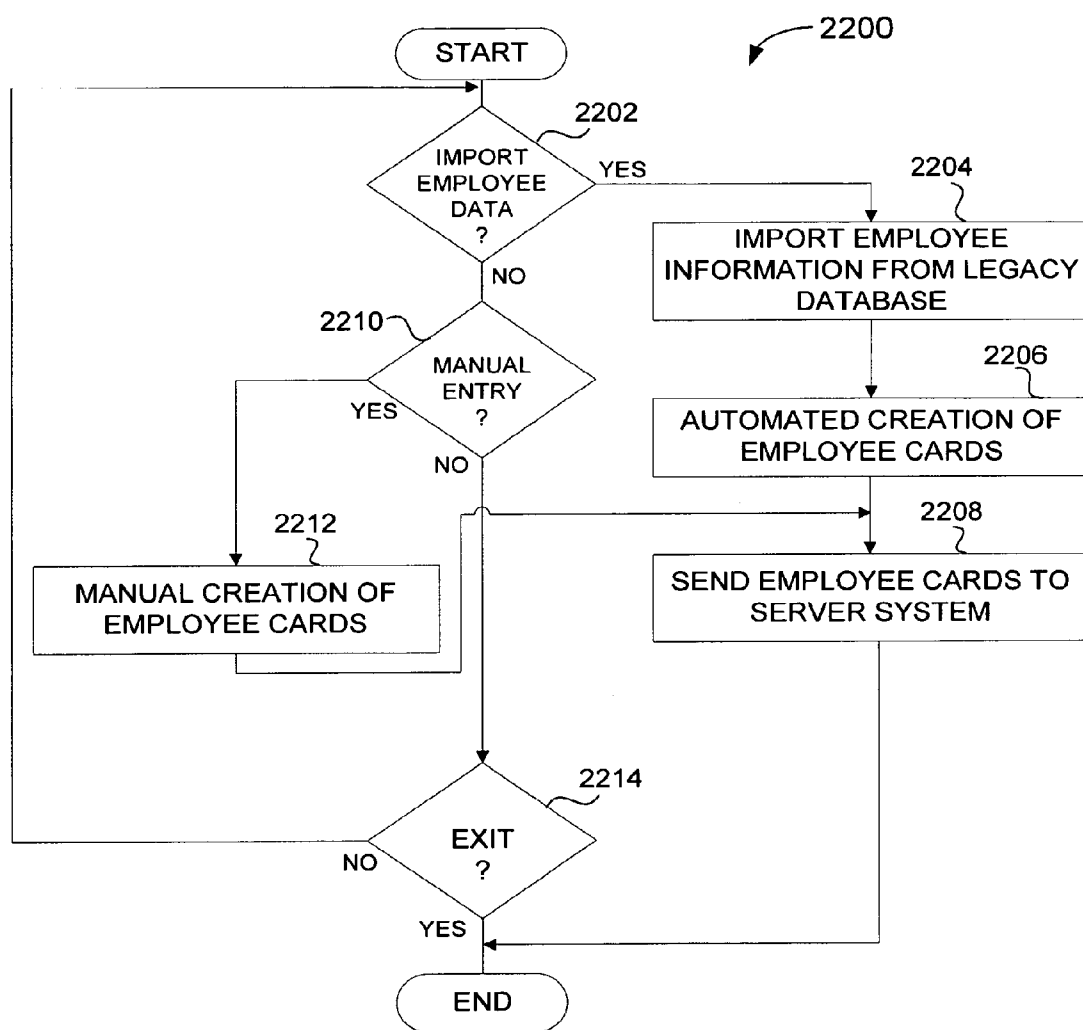 2200
START
2202
IMPORT
EMPLOYEE
DATA
?
YES
NO
2204
IMPORT EMPLOYEE
INFORMATION FROM LEGACY
DATABASE
2210
MANUAL
ENTRY
?
YES
NO
2206
AUTOMATED CREATION OF
EMPLOYEE CARDS
2212
MANUAL CREATION OF
EMPLOYEE CARDS
2208
SEND EMPLOYEE CARDS TO
SERVER SYSTEM
2214
EXIT
?
NO
YES
END